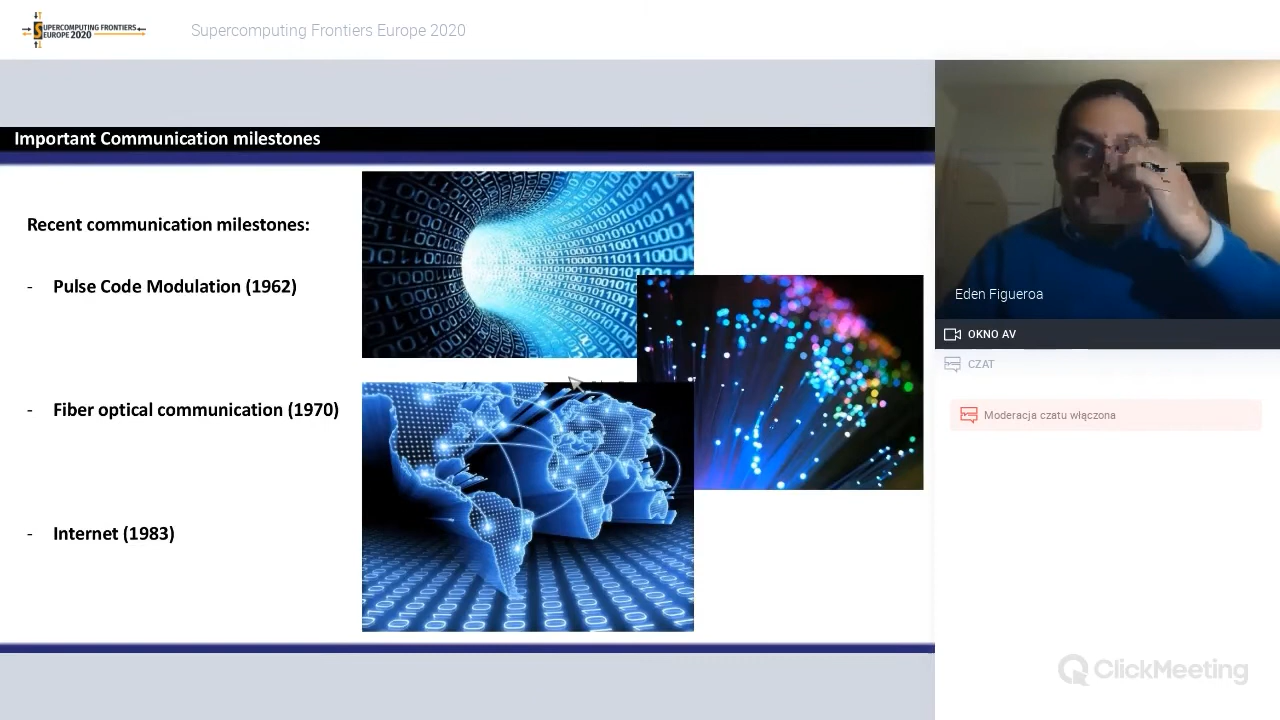 SUPERCOMPUTING FRONTIERS
EUROPE 2020
Supercomputing Frontiers Europe 2020
Important Communication milestones
Recent communication milestones:
- Pulse Code Modulation (1962)
- Fiber optical communication (1970)
- Internet (1983)
Eden Figueroa
OKNO AV
CZAT
Moderacja czatu włączona
ClickMeeting